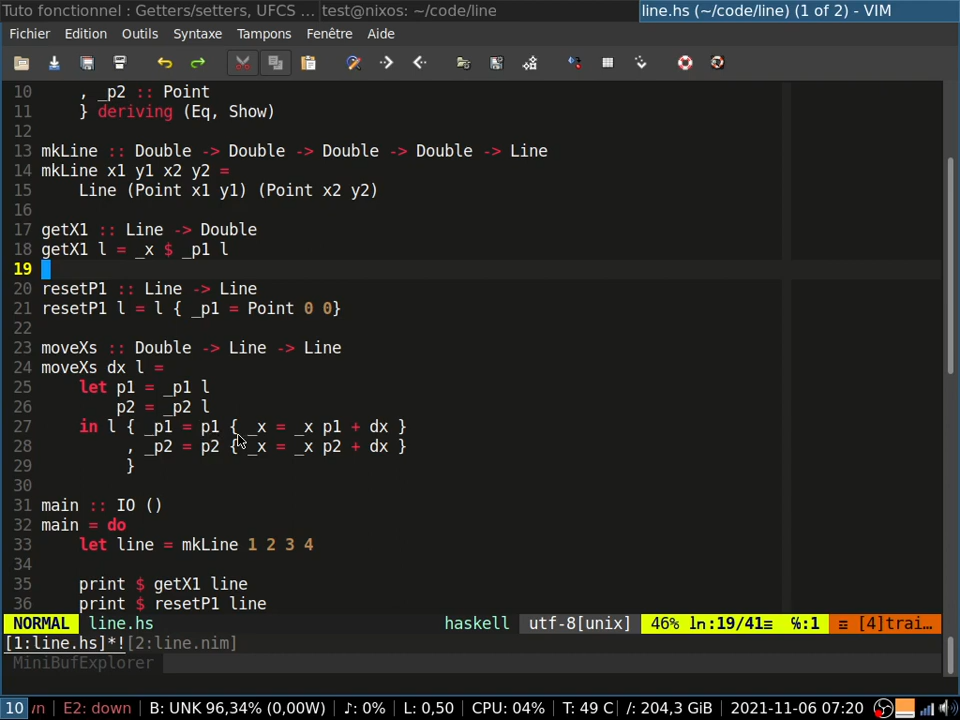 Tuto fonctionnel : Getters/setters, UFCS ... test@nixos: ~/code/line line.hs (~/code/line) (1 of 2) - VIM
Fichier Edition Outils Syntaxe Tampons Fenêtre Aide
10     , _p2 :: Point
11     } deriving (Eq, Show)
12
13 mkLine :: Double -> Double -> Double -> Double -> Line
14 mkLine x1 y1 x2 y2 =
15     Line (Point x1 y1) (Point x2 y2)
16
17 getX1 :: Line -> Double
18 getX1 l = _x $ _p1 l
19
20 resetP1 :: Line -> Line
21 resetP1 l = l { _p1 = Point 0 0}
22
23 moveXs :: Double -> Line -> Line
24 moveXs dx l =
25     let p1 = _p1 l
26         p2 = _p2 l
27     in l { _p1 = p1 { _x = _x p1 + dx }
28          , _p2 = p2 { _x = _x p2 + dx }
29          }
30
31 main :: IO ()
32 main = do
33     let line = mkLine 1 2 3 4
34
35     print $ getX1 line
36     print $ resetP1 line
NORMAL line.hs haskell utf-8[unix] 46% ln:19/41≡ ℅:1 ☲ [4]trai…
[1:line.hs]*![2:line.nim]
MiniBufExplorer
10 E2: down B: UNK 96,34% (0,00W) ♪: 0% L: 0,50 CPU: 04% T: 49 C /: 204,3 GiB 2021-11-06 07:20